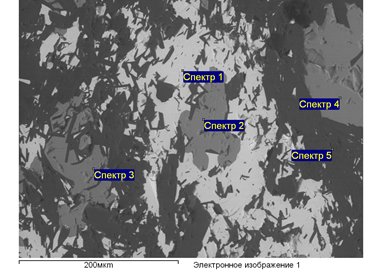 Спектр 1
Спектр 4
Спектр 2
Спектр 5
Спектр 3
200мкm
Электронное изображение 1